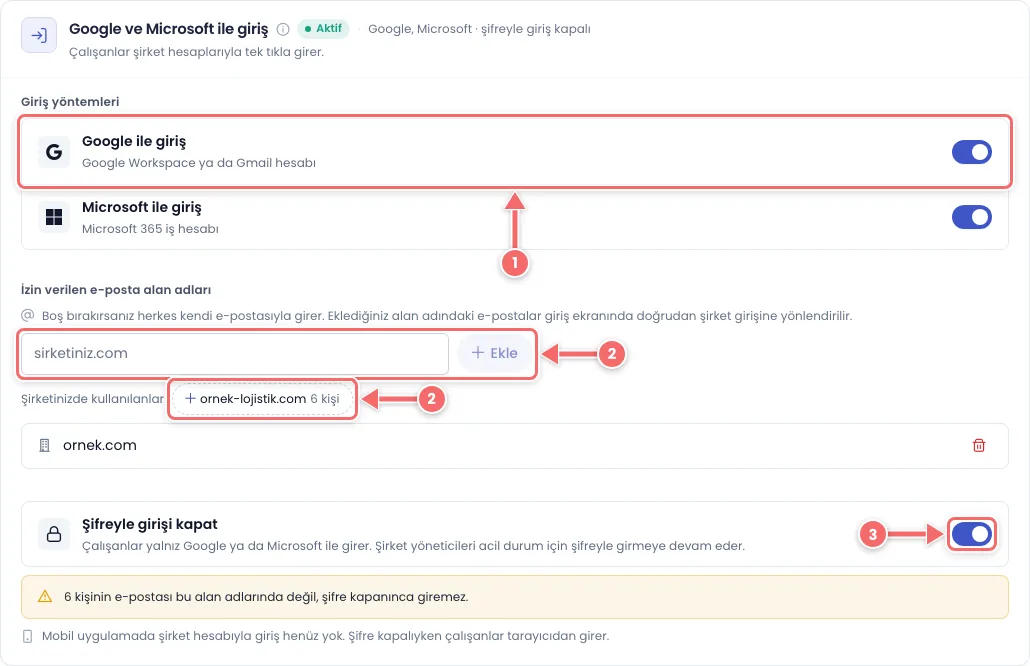 Google ve Microsoft ile giriş Aktif · Google, Microsoft · şifreyle giriş kapalı
Çalışanlar şirket hesaplarıyla tek tıkla girer.
Giriş yöntemleri
G Google ile giriş
Google Workspace ya da Gmail hesabı
Microsoft ile giriş
Microsoft 365 iş hesabı
1
İzin verilen e-posta alan adları
@ Boş bırakırsanız herkes kendi e-postasıyla girer. Eklediğiniz alan adındaki e-postalar giriş ekranında doğrudan şirket girişine yönlendirilir.
sirketiniz.com + Ekle 2
Şirketinizde kullanılanlar + ornek-lojistik.com 6 kişi 2
ornek.com
Şifreyle girişi kapat
Çalışanlar yalnız Google ya da Microsoft ile girer. Şirket yöneticileri acil durum için şifreyle girmeye devam eder.
3
6 kişinin e-postası bu alan adlarında değil, şifre kapanınca giremez.
Mobil uygulamada şirket hesabıyla giriş henüz yok. Şifre kapalıyken çalışanlar tarayıcıdan girer.